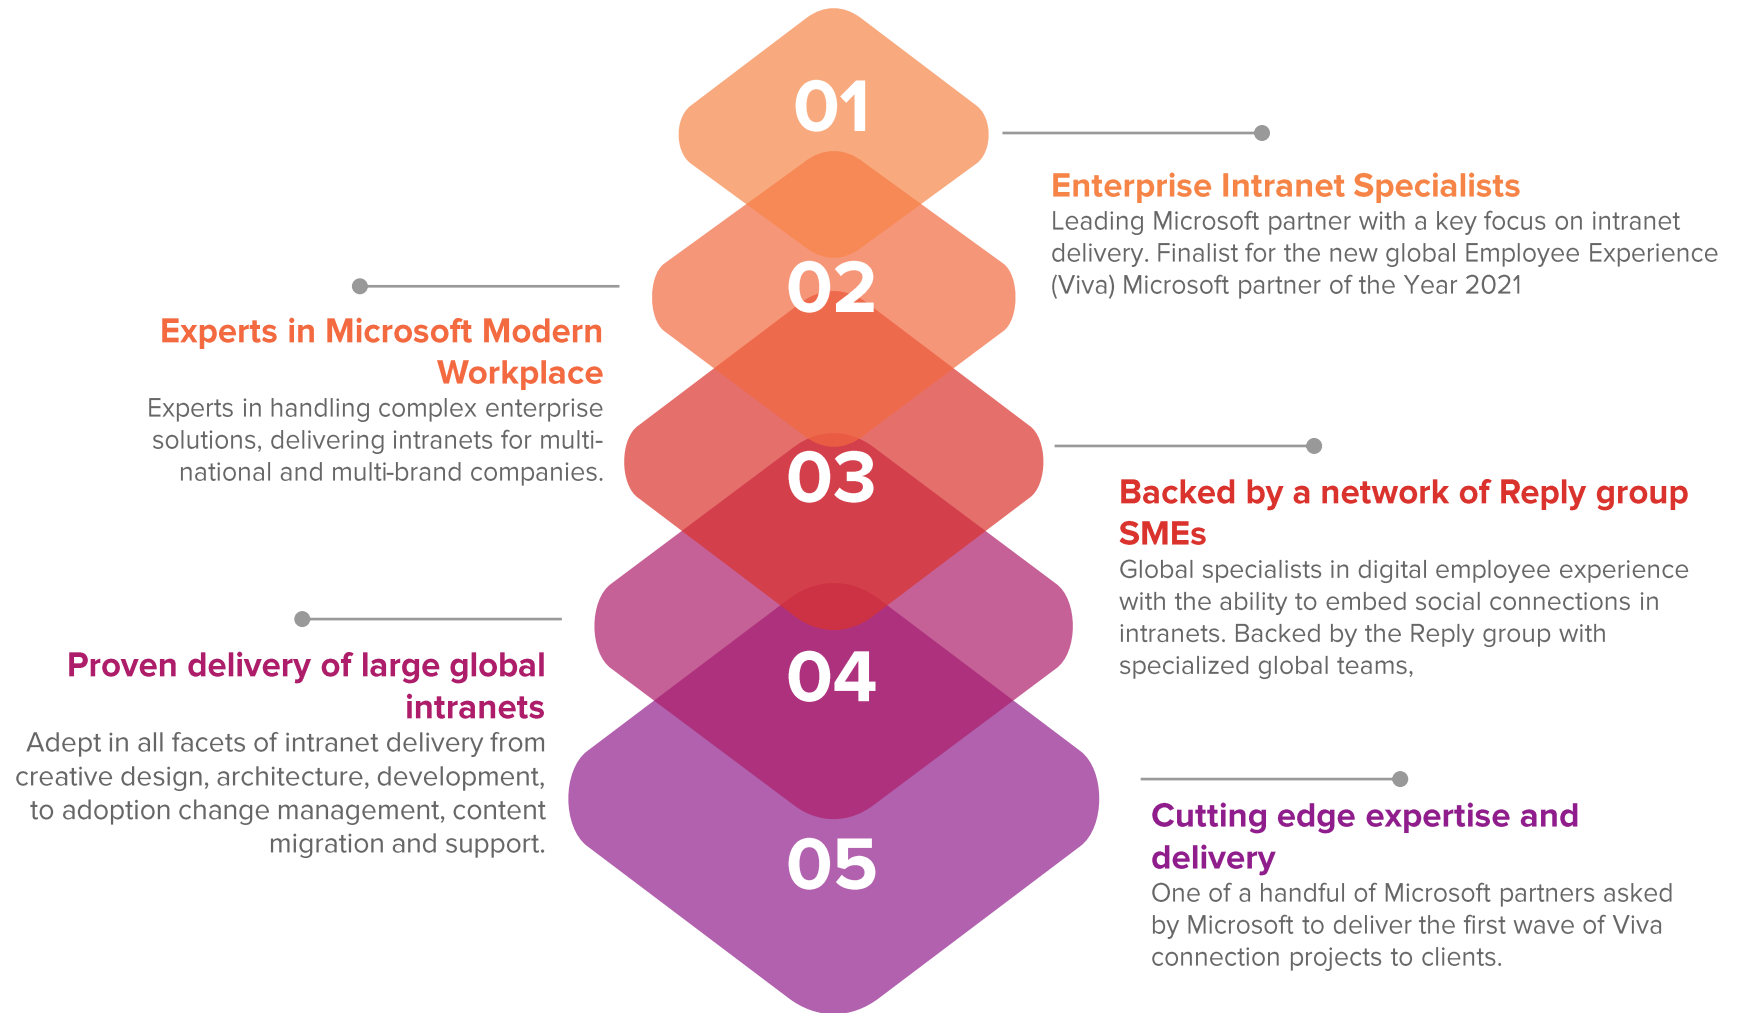 01
Enterprise Intranet Specialists
Leading Microsoft partner with a key focus on intranet
delivery. Finalist for the new global Employee Experience
(Viva) Microsoft partner of the Year 2021
02
Experts in Microsoft Modern
Workplace
Experts in handling complex enterprise
solutions, delivering intranets for multi-
national and multi-brand companies.
03
Backed by a network of Reply group
SMEs
Global specialists in digital employee experience
with the ability to embed social connections in
intranets. Backed by the Reply group with
specialized global teams,
04
Proven delivery of large global
intranets
Adept in all facets of intranet delivery from
creative design, architecture, development,
to adoption change management, content
migration and support.
05
Cutting edge expertise and
delivery
One of a handful of Microsoft partners asked
by Microsoft to deliver the first wave of Viva
connection projects to clients.